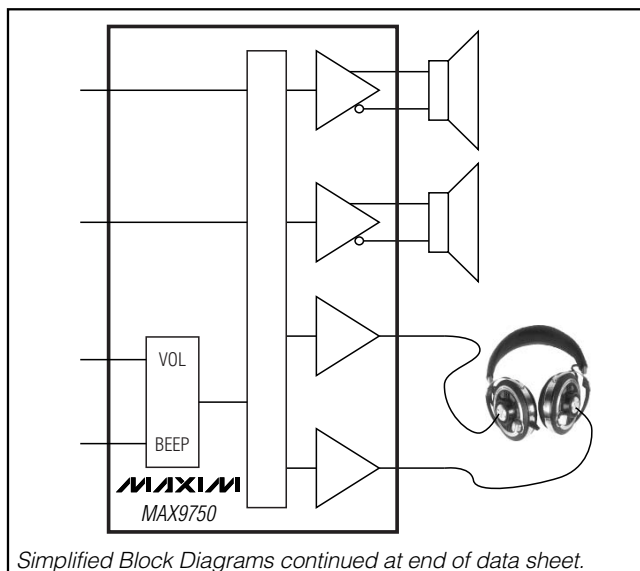 VOL
BEEP
MAXIM
MAX9750
Simplified Block Diagrams continued at end of data sheet.